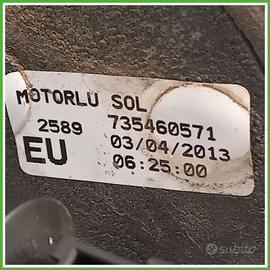 MOTORLU SOL
2589 735460571
EU 03/04/2013
06:25:00
subito